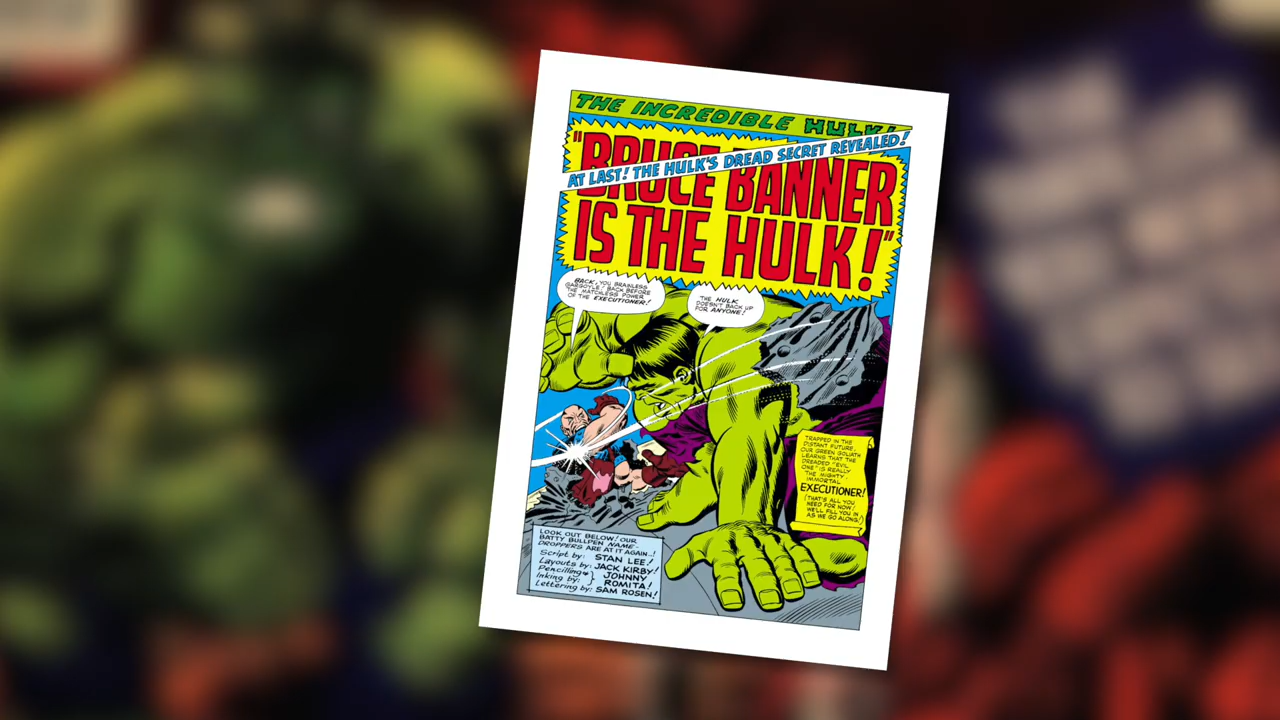 THE INCREDIBLE HULK!
AT LAST! THE HULK'S DREAD SECRET REVEALED!
"BRUCE BANNER
IS THE HULK!"
BACK, YOU BRAINLESS
GARGOYLE! BACK BEFORE
THE MATCHLESS POWER
OF THE EXECUTIONER!
THE HULK
DOESN'T BACK UP
FOR ANYONE!
TRAPPED IN THE
DISTANT FUTURE,
OUR GREEN GOLIATH
LEARNS THAT THE
DREADED "EVIL
ONE" IS REALLY
THE MIGHTY-
IMMORTAL
EXECUTIONER!
(THAT'S ALL YOU
NEED FOR NOW!
WE'LL FILL YOU IN
AS WE GO ALONG!)
LOOK OUT BELOW! OUR
BATTY BULLPEN NAME-
DROPPERS ARE AT IT AGAIN--!
Script by: STAN LEE!
Layouts by: JACK KIRBY!
Pencilling & JOHNNY
Inking by: ROMITA!
Lettering by: SAM ROSEN!